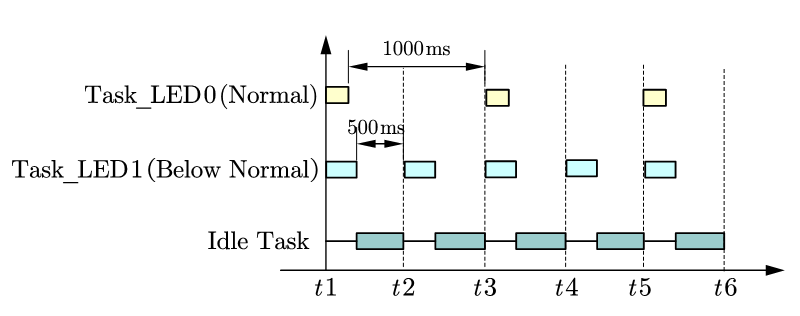 1000ms
Task_LED0(Normal)
500ms
Task_LED1(Below Normal)
Idle Task
t1 t2 t3 t4 t5 t6